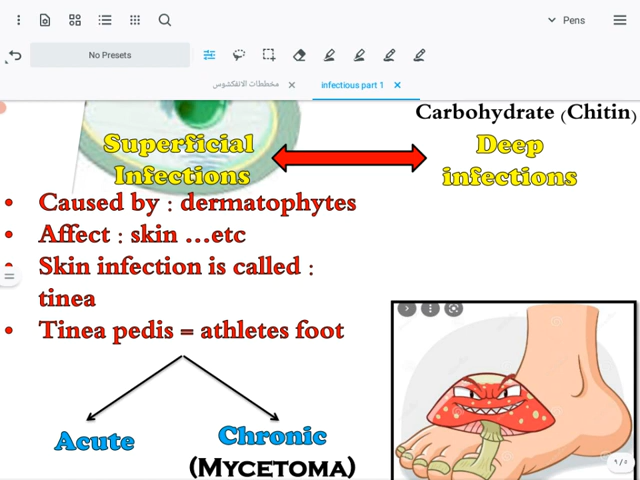 Pens
No Presets
مخططات الانفكشوس
infectious part 1
Carbohydrate (Chitin)
Superficial Infections
Deep infections
• Caused by : dermatophytes
• Affect : skin ...etc
• Skin infection is called :
tinea
• Tinea pedis = athletes foot
Acute
Chronic
(MYCETOMA)